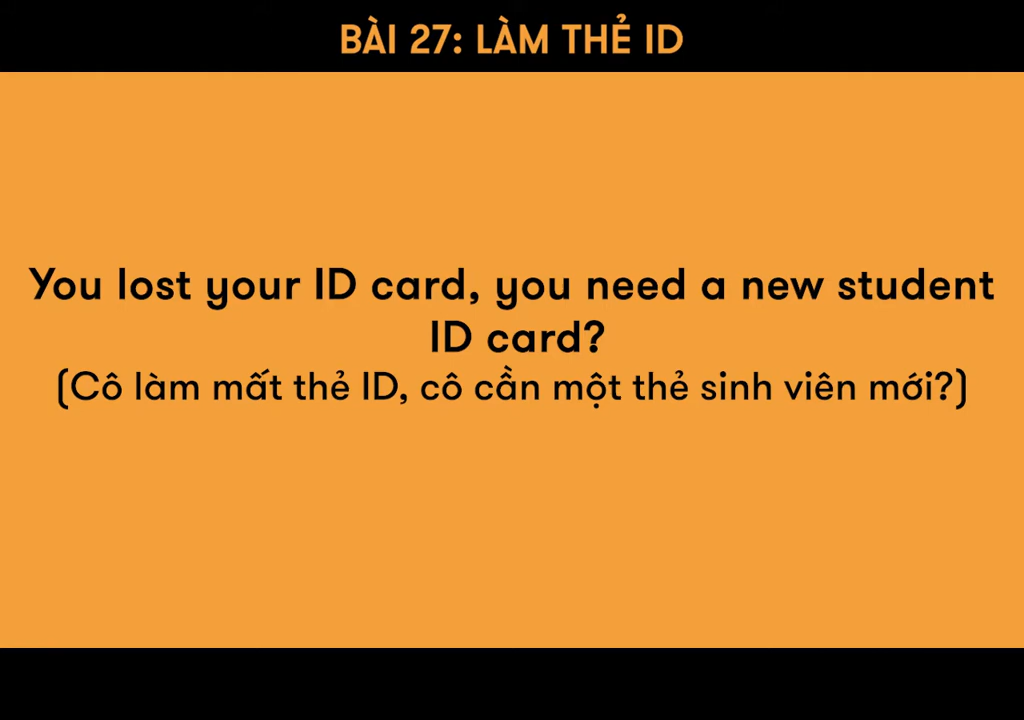 BÀI 27: LÀM THẺ ID
You lost your ID card, you need a new student
ID card?
(Cô làm mất thẻ ID, cô cần một thẻ sinh viên mới?)